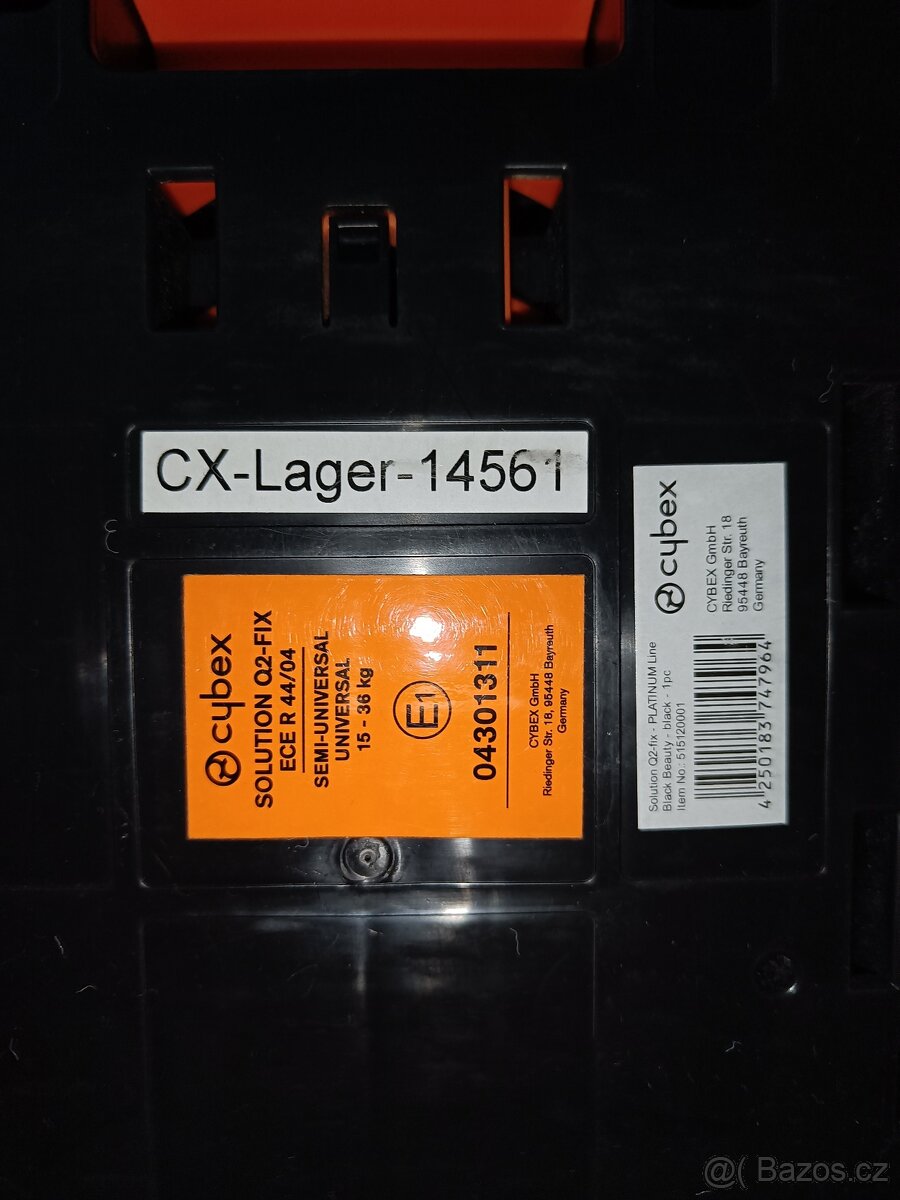 CX-Lager-14561
cybex
SOLUTION Q2-FIX
ECE R 44/04
SEMI-UNIVERSAL
UNIVERSAL
15 - 36 kg
E1
04301311
CYBEX GmbH
Riedinger Str. 18, 95448 Bayreuth
Germany
cybex
CYBEX GmbH
Riedinger Str. 18
95448 Bayreuth
Germany
Solution Q2-fix - PLATINUM Line
Black Beauty - black - 1pc
Item No.: 515120001
4 250183 747964
@( Bazos.cz